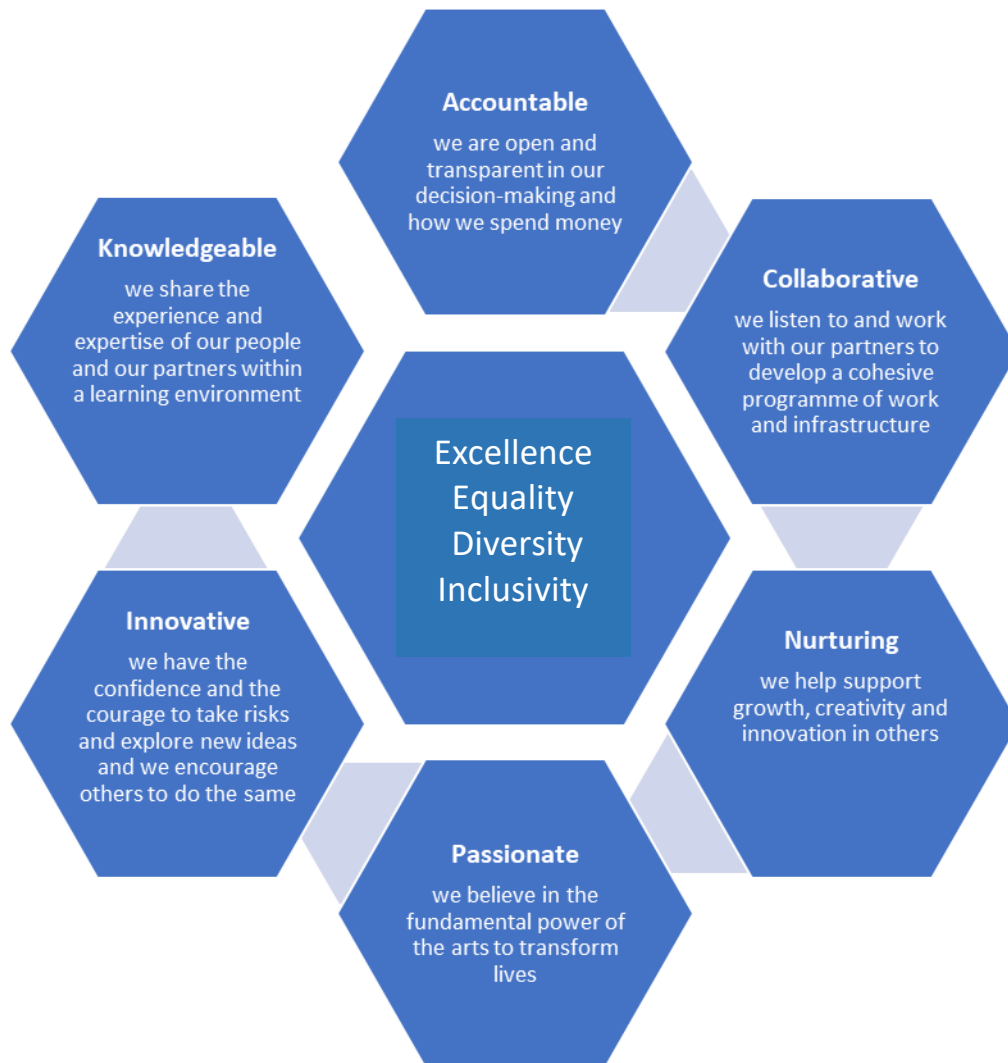 Accountable
we are open and
transparent in our
decision-making and
how we spend money
Collaborative
we listen to and work
with our partners to
develop a cohesive
programme of work
and infrastructure
Nurturing
we help support
growth, creativity and
innovation in others
Passionate
we believe in the
fundamental power of
the arts to transform
lives
Innovative
we have the
confidence and the
courage to take risks
and explore new ideas
and we encourage
others to do the same
Knowledgeable
we share the
experience and
expertise of our people
and our partners within
a learning environment
Excellence
Equality
Diversity
Inclusivity